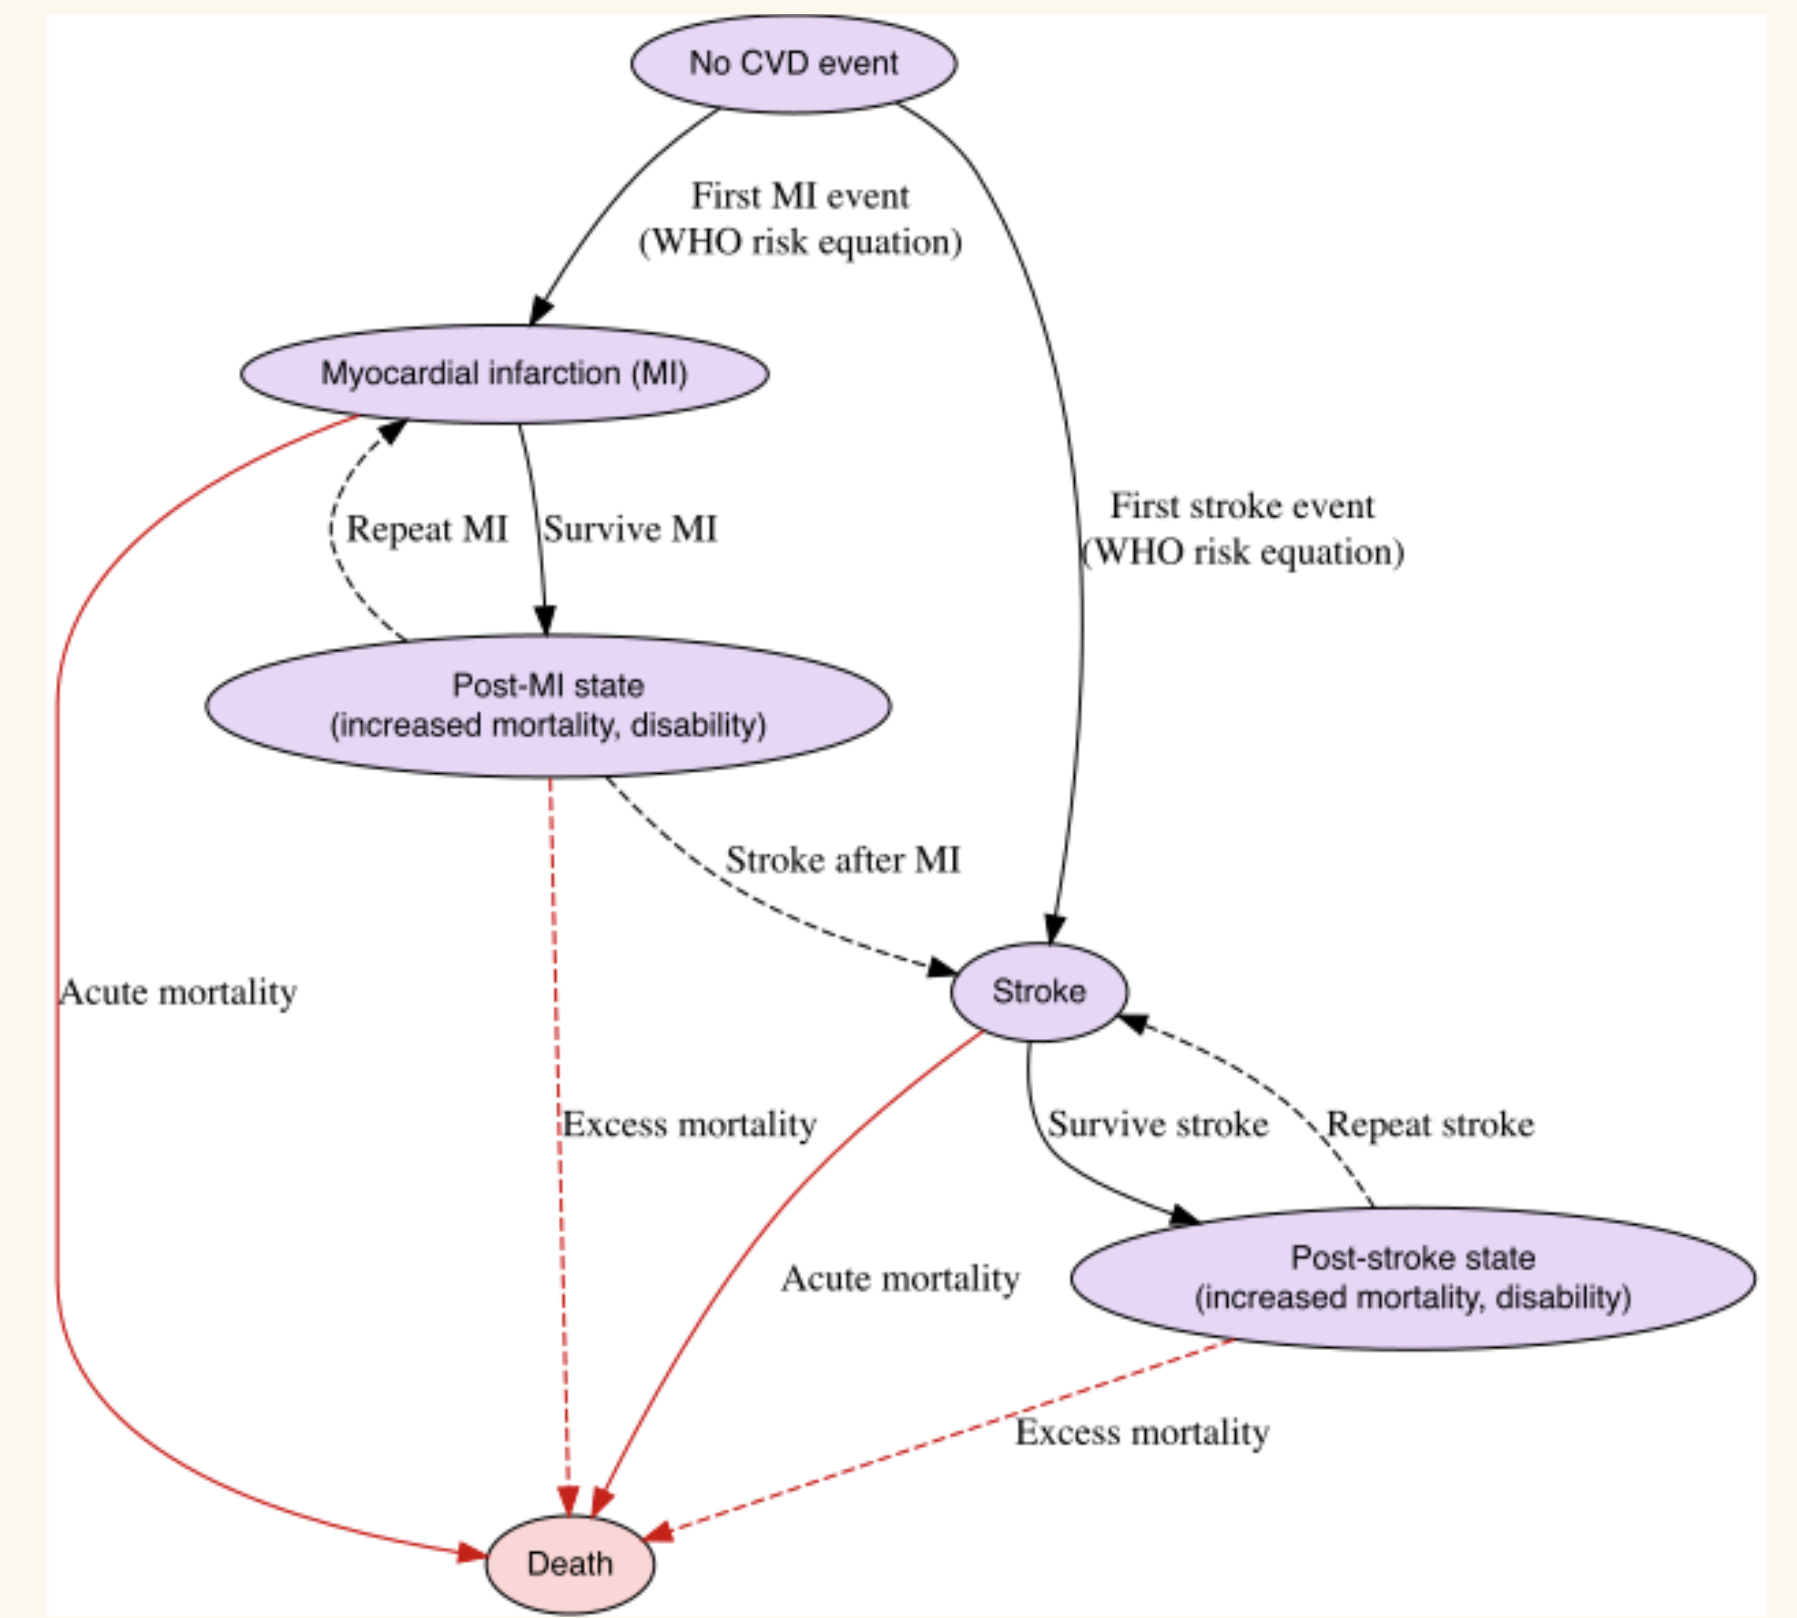 No CVD event
First MI event
(WHO risk equation)
Myocardial infarction (MI)
First stroke event
(WHO risk equation)
Repeat MI
Survive MI
Post-MI state
(increased mortality, disability)
Stroke after MI
Acute mortality
Stroke
Excess mortality
Survive stroke
Repeat stroke
Acute mortality
Post-stroke state
(increased mortality, disability)
Excess mortality
Death